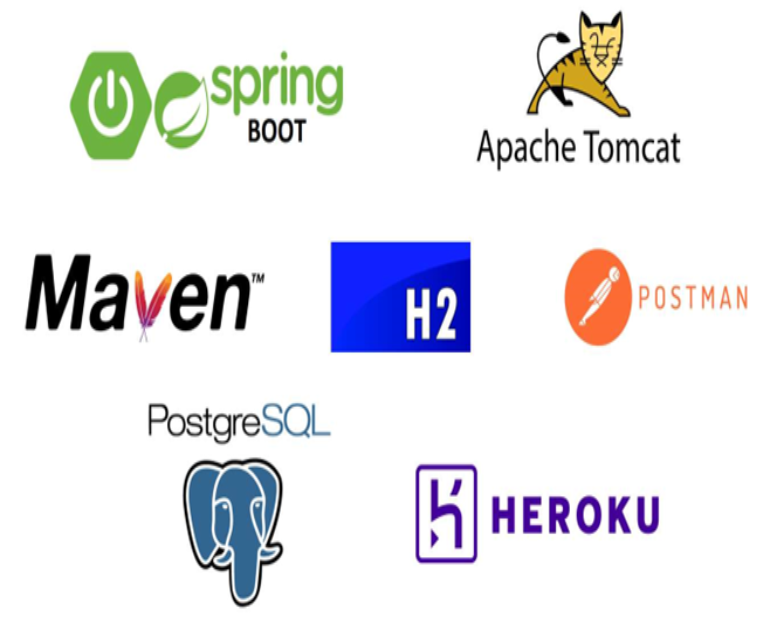 spring
BOOT
Apache Tomcat
Maven™
H2
POSTMAN
PostgreSQL
HEROKU